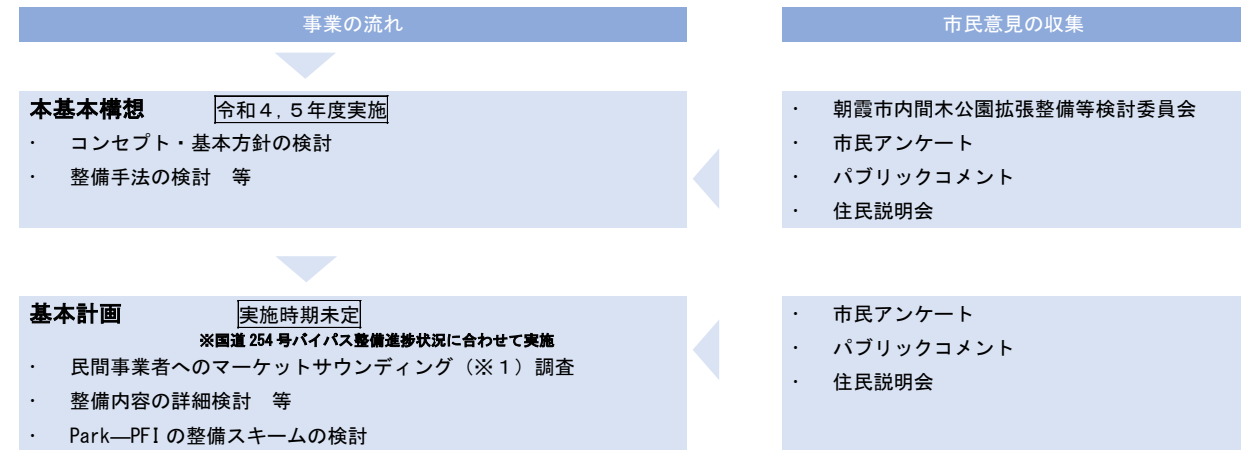 事業の流れ
市民意見の収集
本基本構想 令和４,５年度実施
・ コンセプト・基本方針の検討
・ 整備手法の検討 等
・ 朝霞市内間木公園拡張整備等検討委員会
・ 市民アンケート
・ パブリックコメント
・ 住民説明会
基本計画 実施時期未定
※国道 254 号バイパス整備進捗状況に合わせて実施
・ 民間事業者へのマーケットサウンディング（※１）調査
・ 整備内容の詳細検討 等
・ Park―PFI の整備スキームの検討
・ 市民アンケート
・ パブリックコメント
・ 住民説明会